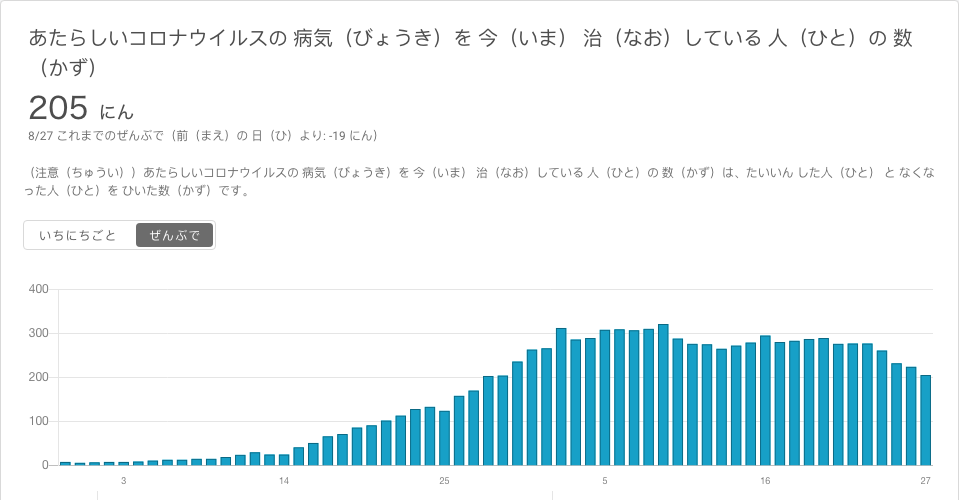 あたらしいコロナウイルスの 病気（びょうき）を 今（いま） 治（なお）している 人（ひと）の 数
（かず）
205 にん
8/27 これまでのぜんぶで（前（まえ）の 日（ひ）より: -19 にん）
（注意（ちゅうい））あたらしいコロナウイルスの 病気（びょうき）を 今（いま） 治（なお）している 人（ひと）の 数（かず）は、たいいん した人（ひと） と なくな
った人（ひと）を ひいた数（かず）です。
いちにちごと ぜんぶで
400
300
200
100
0
3 14 25 5 16 27